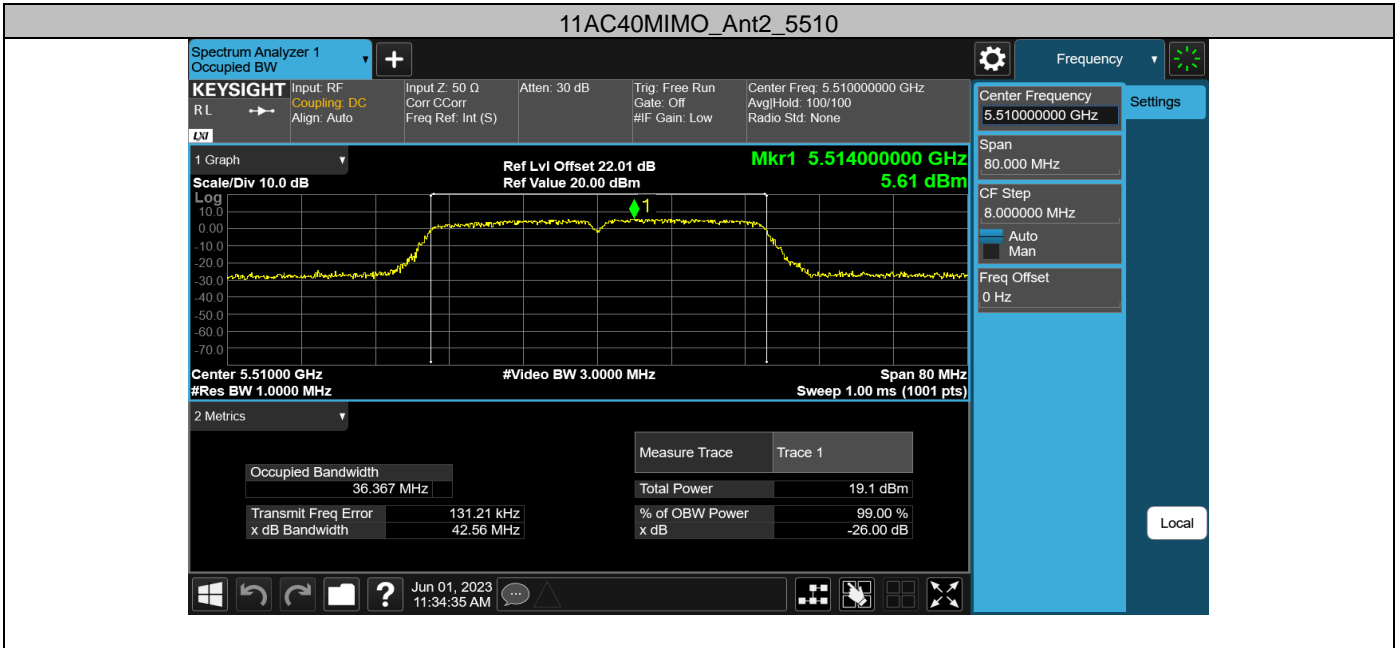 11AC40MIMO_Ant2_5510
Spectrum Analyzer 1
Occupied BW
Frequency
KEYSIGHT
R L
LXI
Input: RF
Coupling: DC
Align: Auto
Input Z: 50 Ω
Corr CCorr
Freq Ref: Int (S)
Atten: 30 dB
Trig: Free Run
Gate: Off
#IF Gain: Low
Center Freq: 5.510000000 GHz
Avg|Hold: 100/100
Radio Std: None
Center Frequency
5.510000000 GHz
Settings
Span
80.000 MHz
CF Step
8.000000 MHz
Auto
Man
Freq Offset
0 Hz
1 Graph
Scale/Div 10.0 dB
Ref Lvl Offset 22.01 dB
Ref Value 20.00 dBm
Mkr1 5.514000000 GHz
5.61 dBm
Log
10.0
0.00
-10.0
-20.0
-30.0
-40.0
-50.0
-60.0
-70.0
1
Center 5.51000 GHz
#Video BW 3.0000 MHz
Span 80 MHz
#Res BW 1.0000 MHz
Sweep 1.00 ms (1001 pts)
2 Metrics
Measure Trace Trace 1
Occupied Bandwidth
36.367 MHz
Total Power 19.1 dBm
Transmit Freq Error 131.21 kHz
% of OBW Power 99.00 %
x dB Bandwidth 42.56 MHz
x dB -26.00 dB
Local
?
Jun 01, 2023
11:34:35 AM